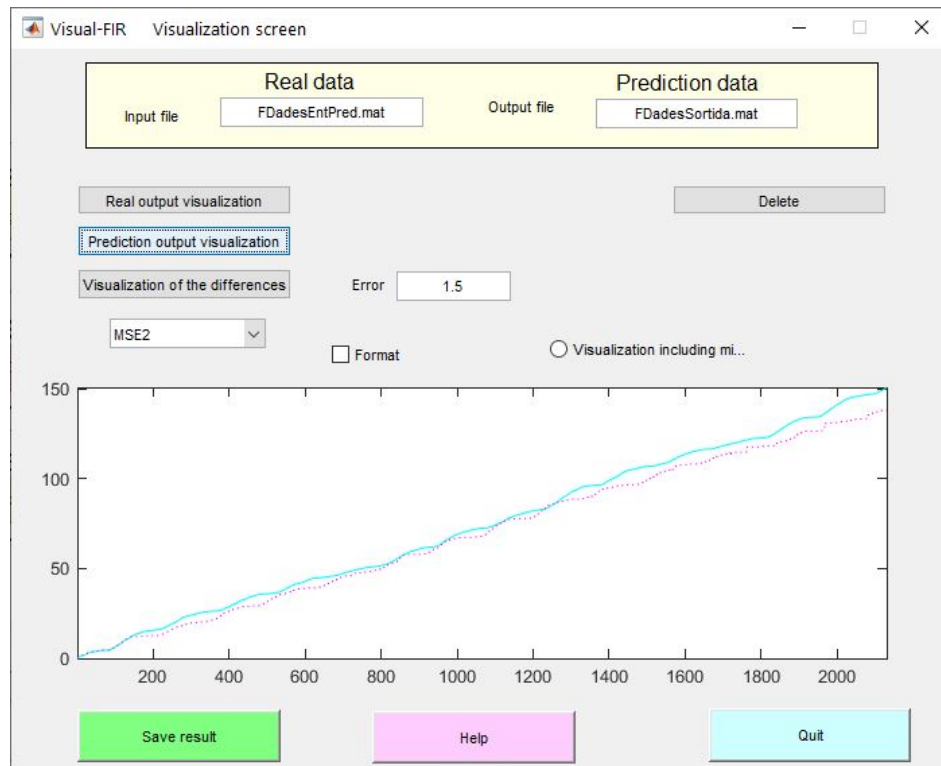 Visual-FIR Visualization screen
Real data
Prediction data
Input file
FDadesEntPred.mat
Output file
FDadesSortida.mat
Real output visualization
Delete
Prediction output visualization
Visualization of the differences
Error
1.5
MSE2
Format
Visualization including mi...
150
100
50
0
200 400 600 800 1000 1200 1400 1600 1800 2000
Save result
Help
Quit